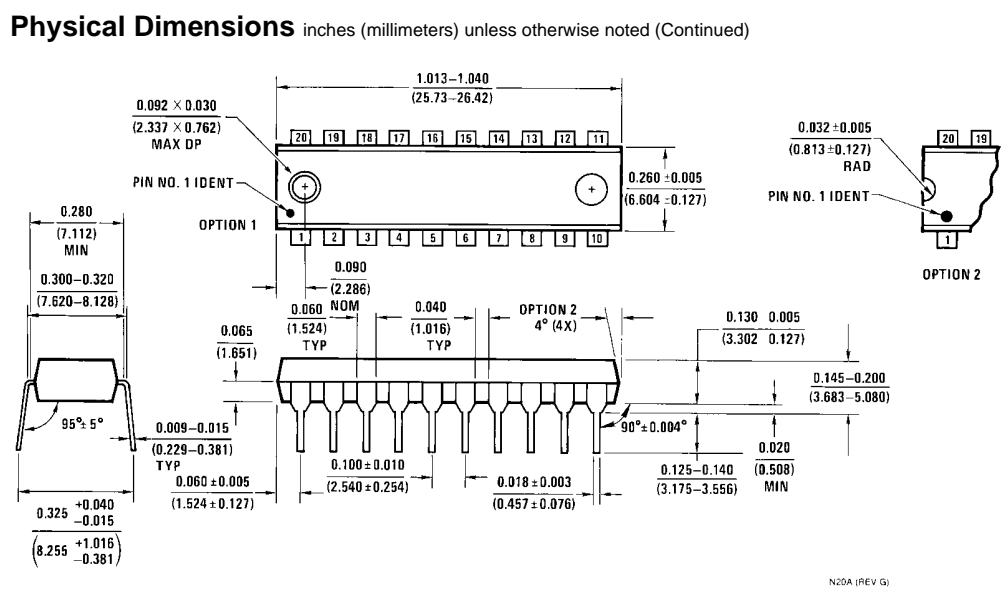 Physical Dimensions inches (millimeters) unless otherwise noted (Continued)
1.013–1.040
(25.73–26.42)
0.092 × 0.030
(2.337 × 0.762)
MAX DP
20 19 18 17 16 15 14 13 12 11
PIN NO. 1 IDENT
OPTION 1
1 2 3 4 5 6 7 8 9 10
0.260 ±0.005
(6.604 ±0.127)
0.032 ±0.005
(0.813 ±0.127)
RAD
20 19
PIN NO. 1 IDENT
1
OPTION 2
0.280
(7.112)
MIN
0.300–0.320
(7.620–8.128)
0.090
(2.286)
NOM
0.060
(1.524)
TYP
0.040
(1.016)
TYP
OPTION 2
4° (4X)
0.065
(1.651)
0.130 0.005
(3.302 0.127)
0.145–0.200
(3.683–5.080)
95°± 5°
0.009–0.015
(0.229–0.381)
TYP
90°±0.004°
0.020
(0.508)
MIN
0.125–0.140
(3.175–3.556)
0.100 ±0.010
(2.540 ±0.254)
0.060 ±0.005
(1.524 ±0.127)
0.018 ±0.003
(0.457 ±0.076)
0.325 +0.040
–0.015
(8.255 +1.016
–0.381)
N20A (REV G)